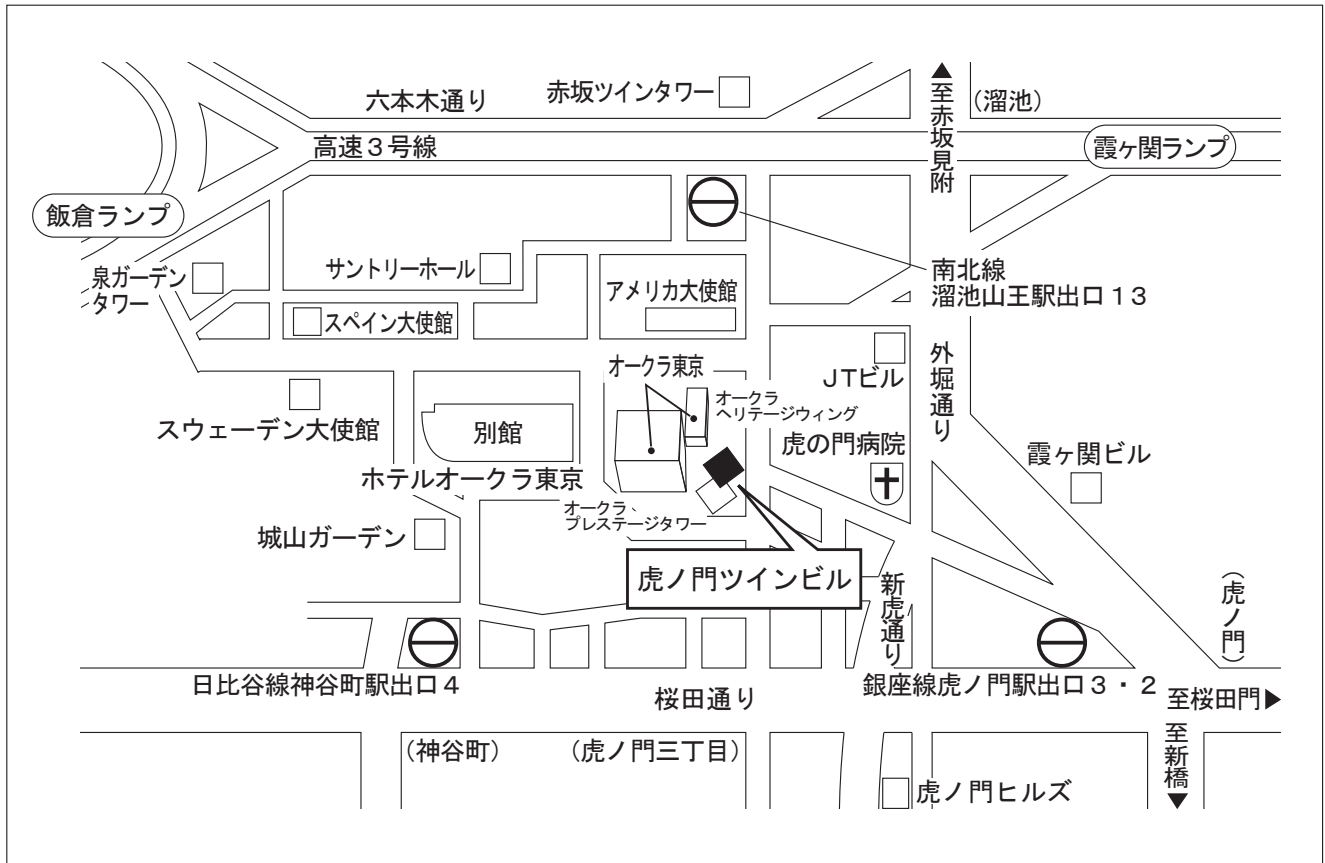 六本木通り
赤坂ツインタワー
▲至赤坂見附
(溜池)
高速3号線
霞ヶ関ランプ
飯倉ランプ
泉ガーデン
タワー
サントリーホール
アメリカ大使館
南北線
溜池山王駅出口13
スペイン大使館
オークラ東京
JTビル
外堀通り
オークラ
ヘリテージウィング
スウェーデン大使館
別館
虎の門病院
霞ヶ関ビル
ホテルオークラ東京
オークラ
プレステージタワー
城山ガーデン
虎ノ門ツインビル
新虎通り
(虎ノ門)
日比谷線神谷町駅出口4
桜田通り
銀座線虎ノ門駅出口3・2
至桜田門▶
(神谷町)
(虎ノ門三丁目)
至新橋▼
虎ノ門ヒルズ